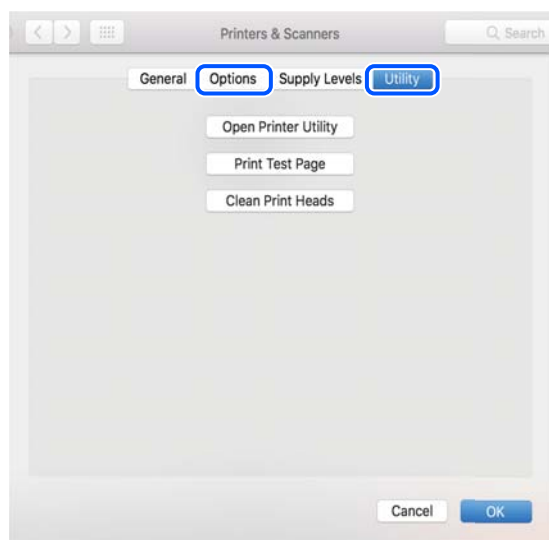 Printers & Scanners Search
General Options Supply Levels Utility
Open Printer Utility
Print Test Page
Clean Print Heads
Cancel OK